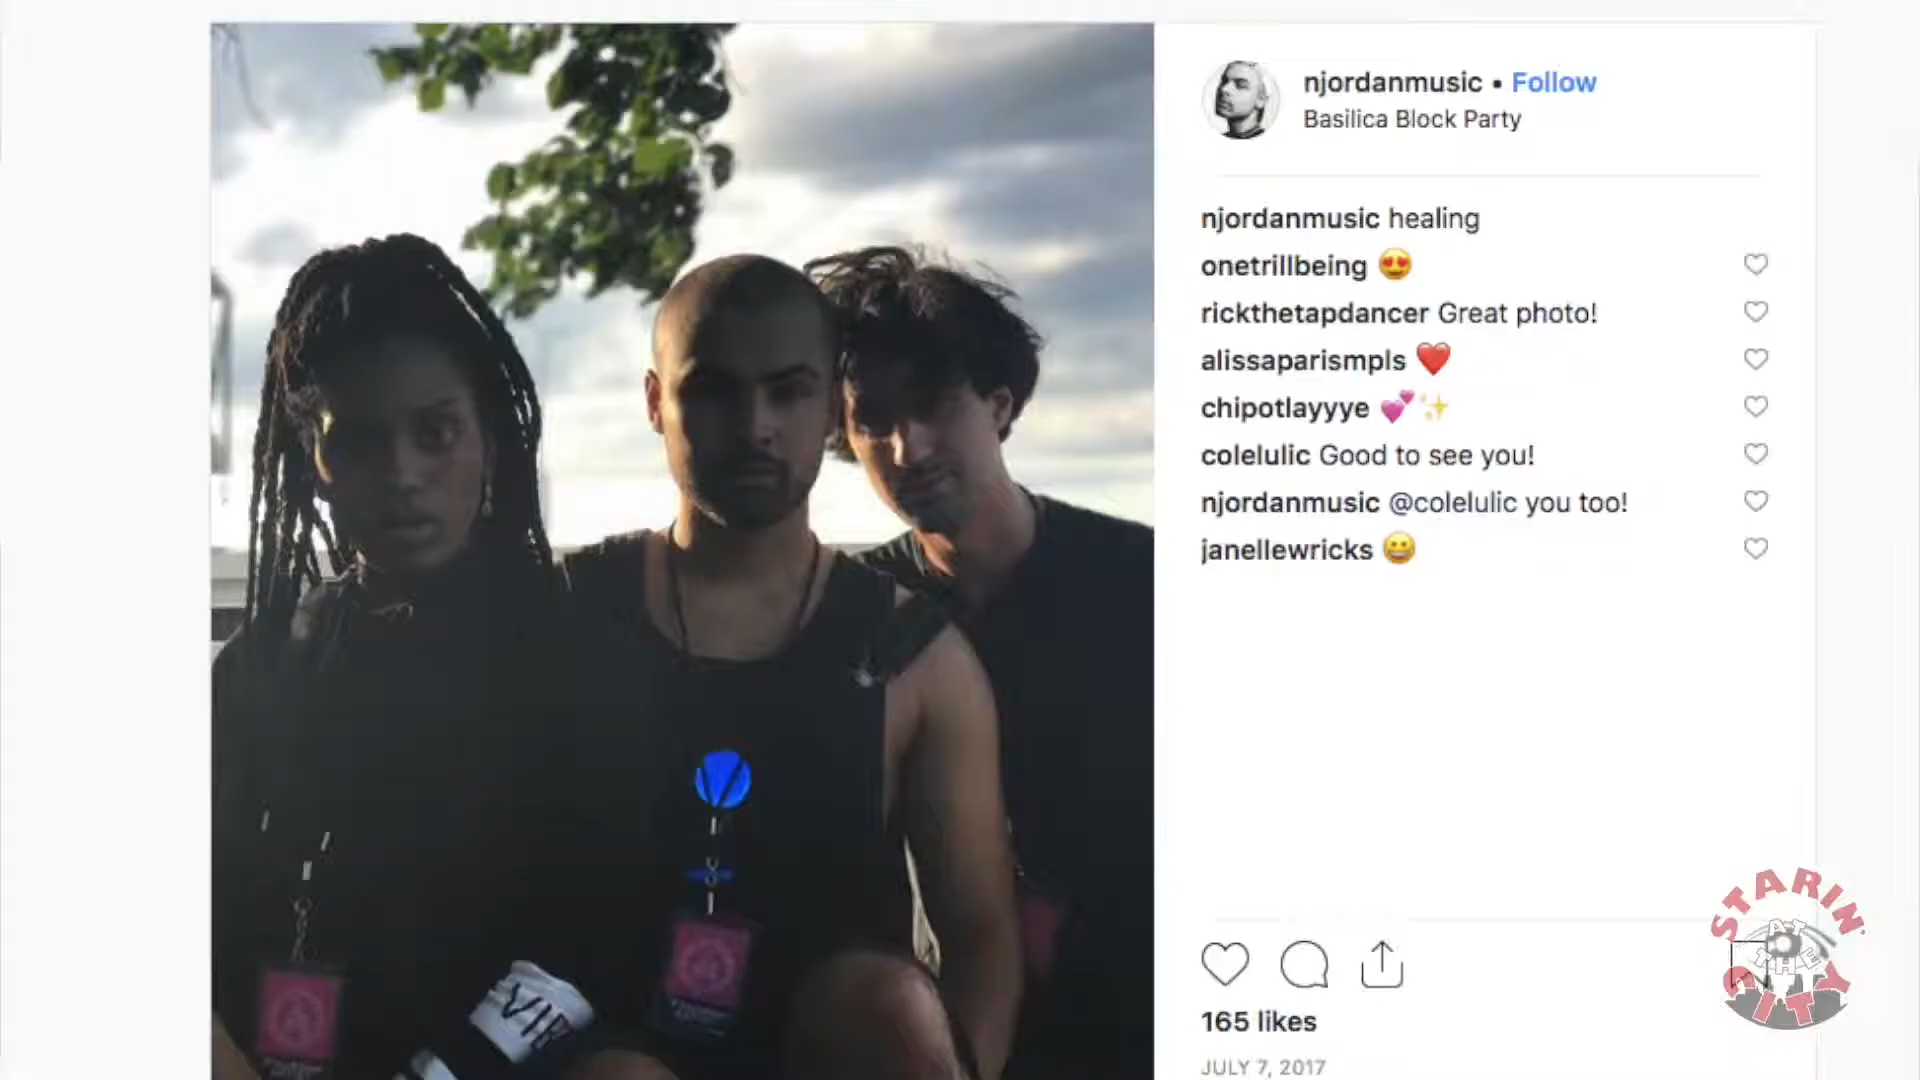 njordanmusic • Follow
Basilica Block Party
njordanmusic healing
onetrillbeing 😍
rickthetapdancer Great photo!
alissaparismpls ❤️
chipotlayyye 💕✨
colelulic Good to see you!
njordanmusic @colelulic you too!
janellewricks 😀
165 likes
JULY 7, 2017
STARIN'
AT
THE
CITY